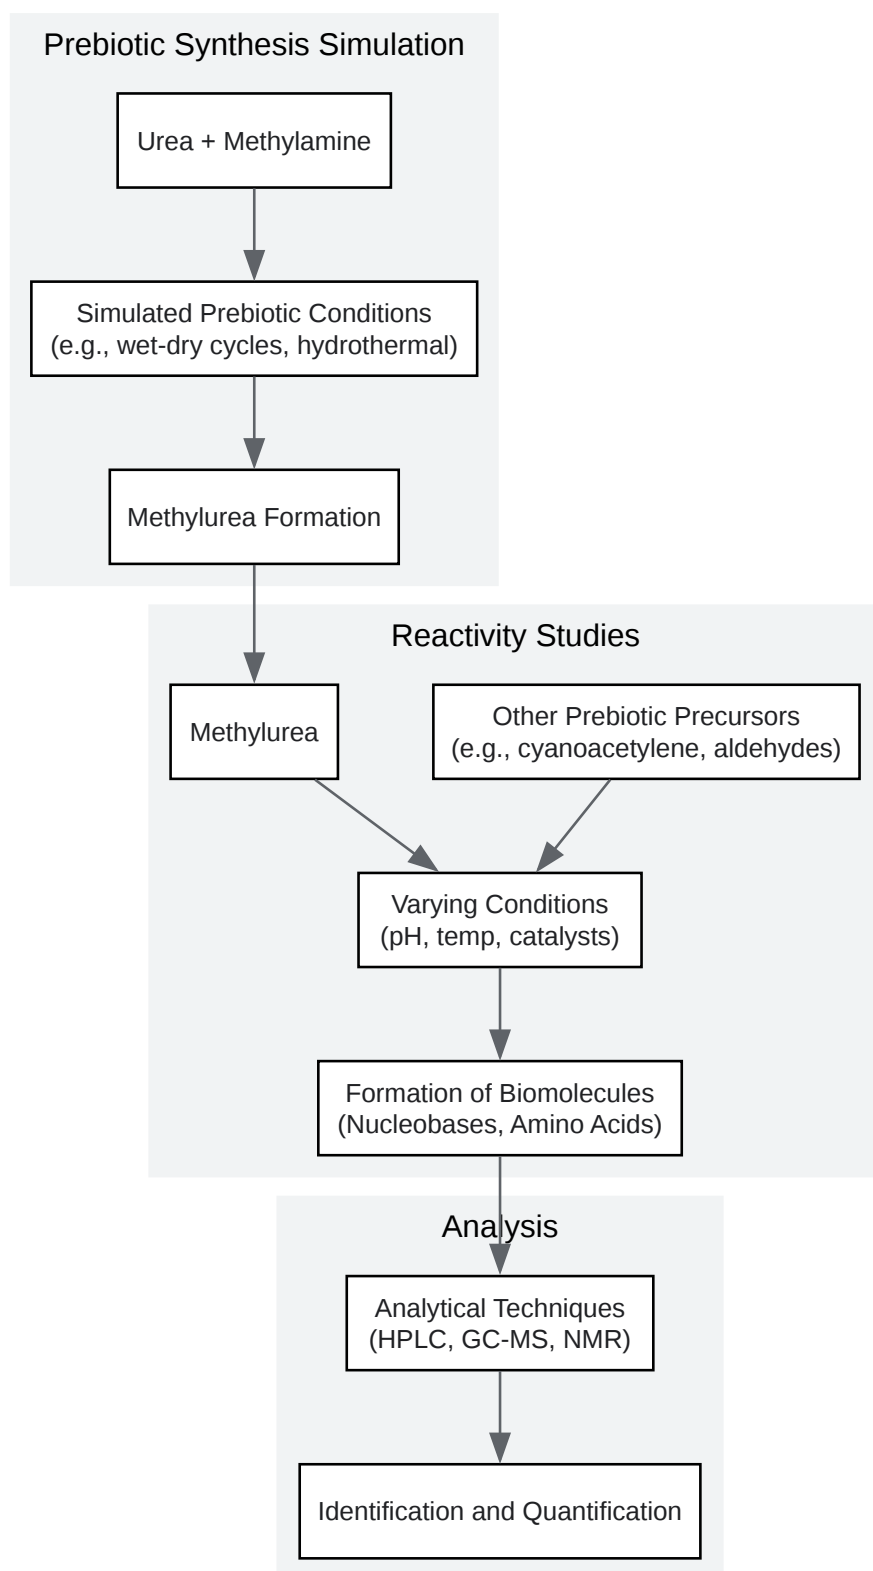 Prebiotic Synthesis Simulation
Urea + Methylamine
Simulated Prebiotic Conditions
(e.g., wet-dry cycles, hydrothermal)
Methylurea Formation
Reactivity Studies
Methylurea
Other Prebiotic Precursors
(e.g., cyanoacetylene, aldehydes)
Varying Conditions
(pH, temp, catalysts)
Formation of Biomolecules
(Nucleobases, Amino Acids)
Analysis
Analytical Techniques
(HPLC, GC-MS, NMR)
Identification and Quantification